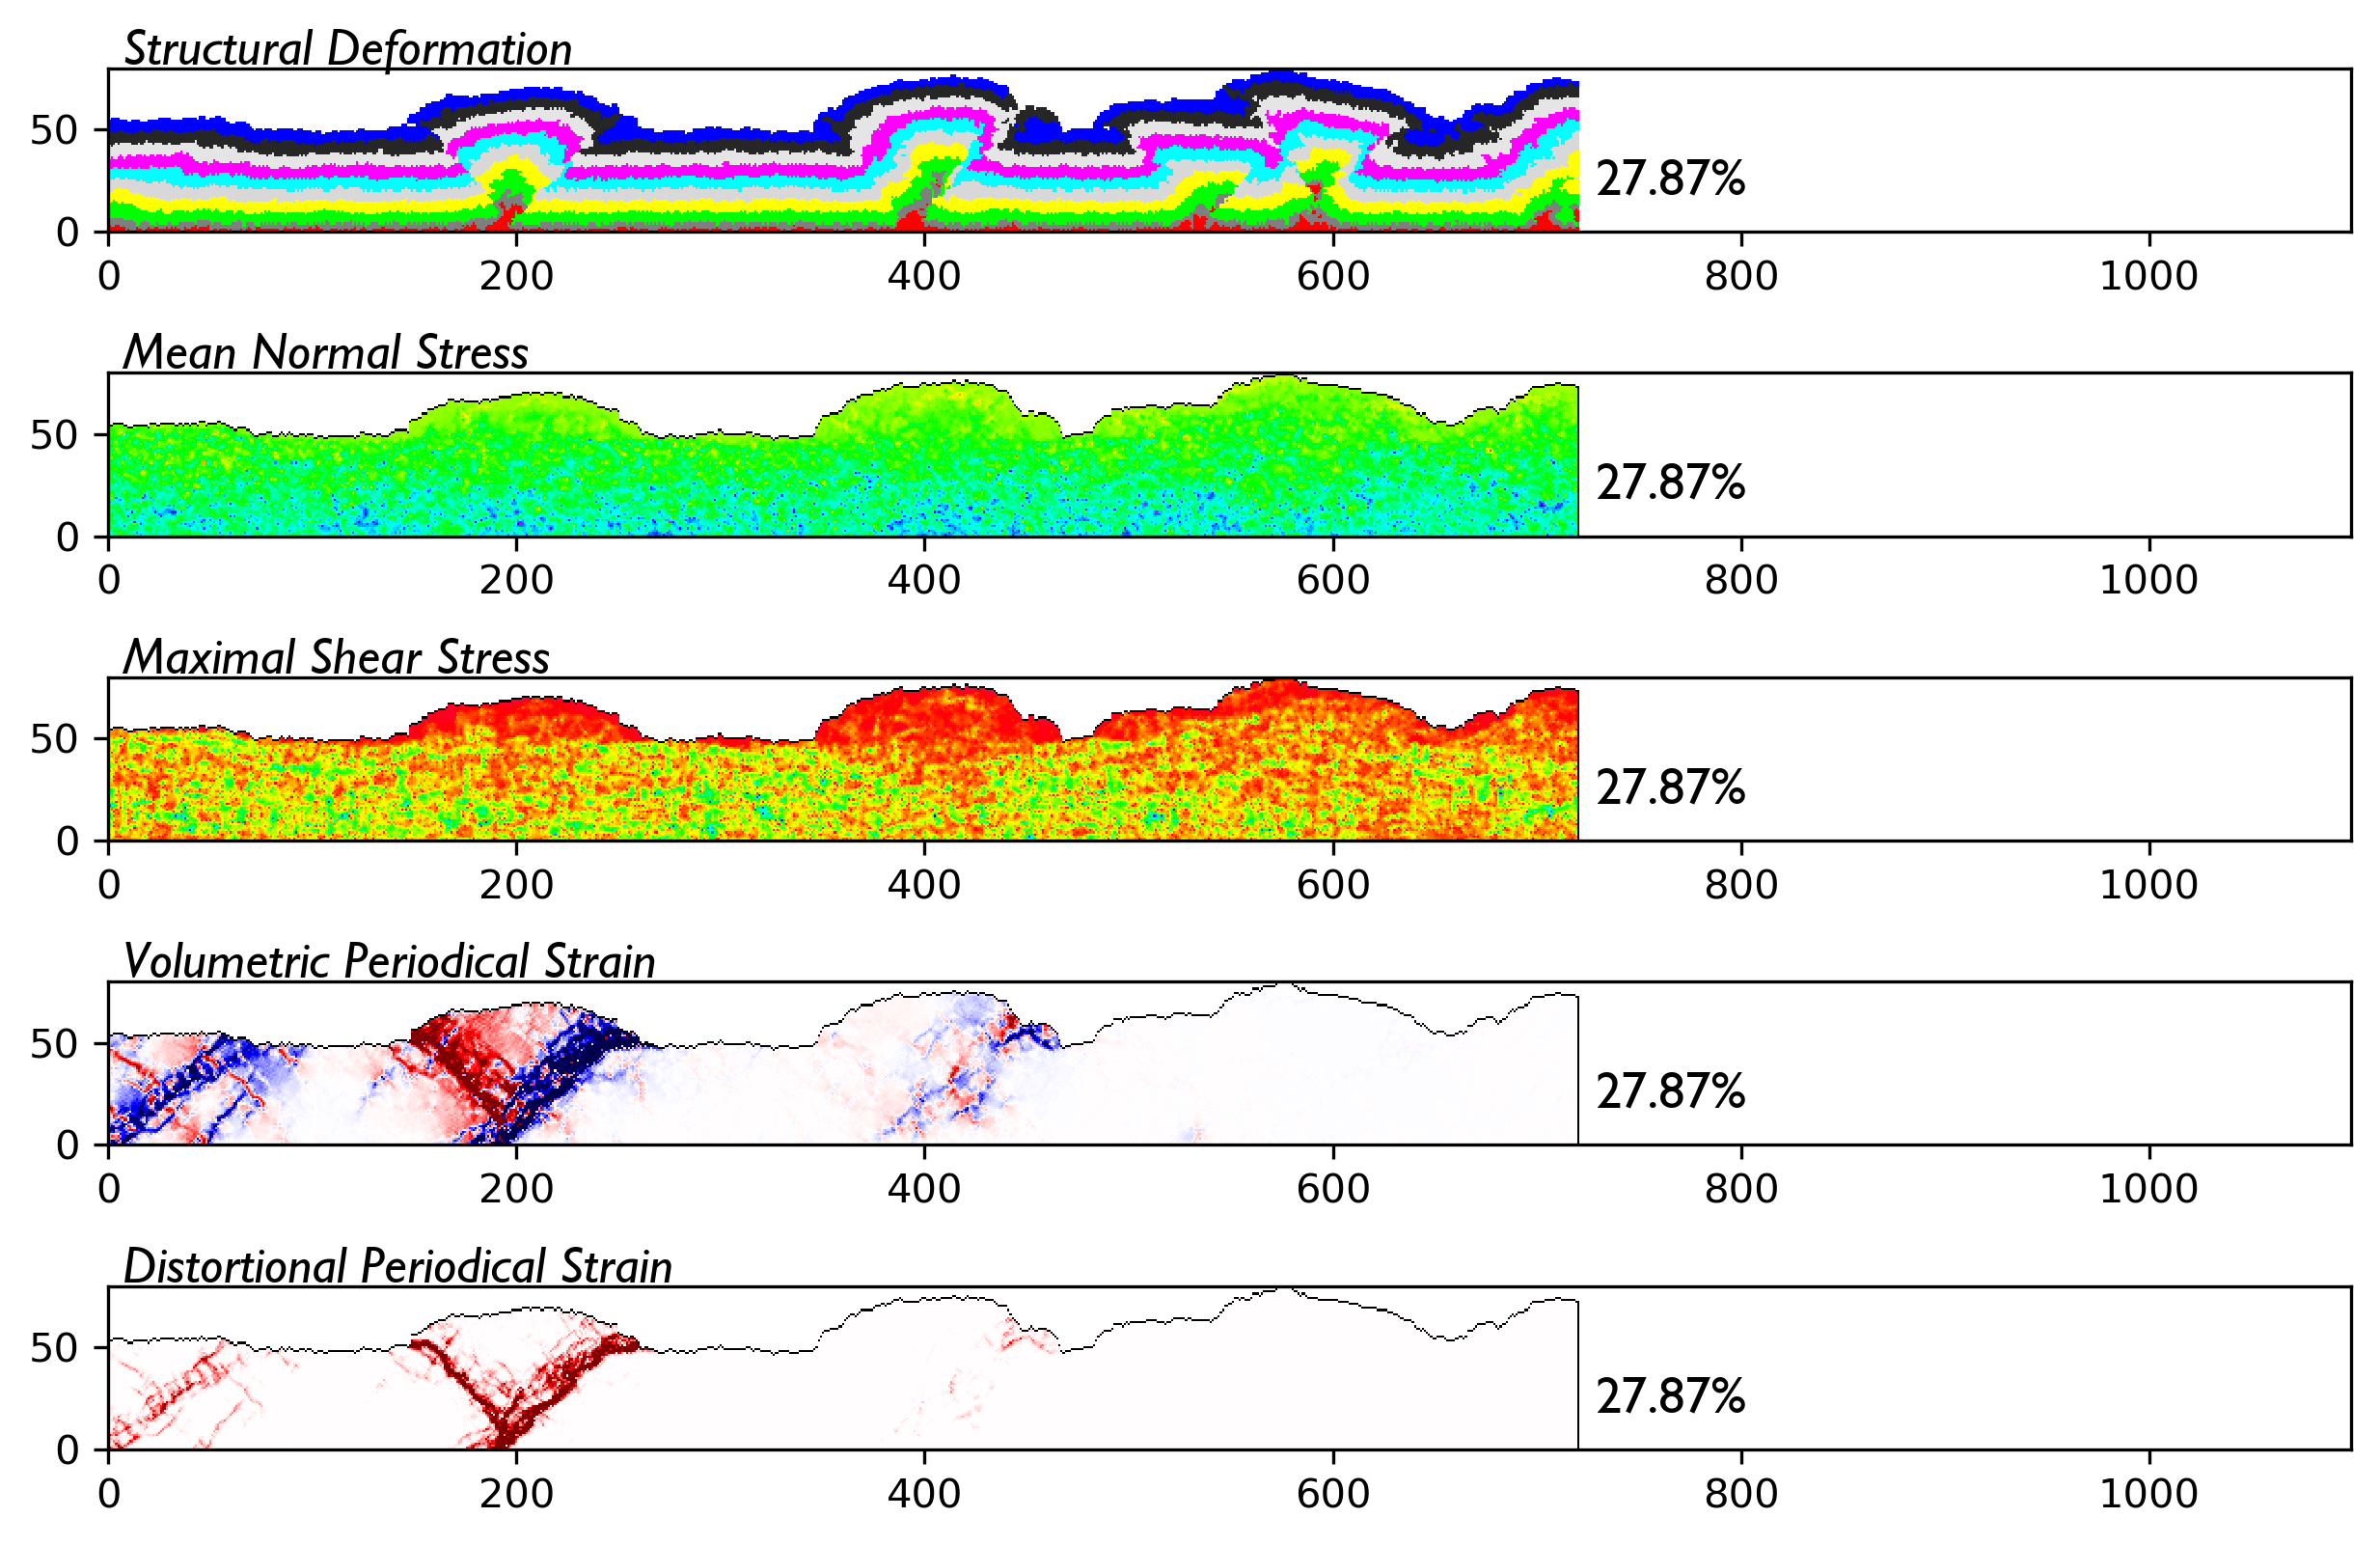 Structural Deformation
50
0
27.87%
0 200 400 600 800 1000
Mean Normal Stress
50
0
27.87%
0 200 400 600 800 1000
Maximal Shear Stress
50
0
27.87%
0 200 400 600 800 1000
Volumetric Periodical Strain
50
0
27.87%
0 200 400 600 800 1000
Distortional Periodical Strain
50
0
27.87%
0 200 400 600 800 1000